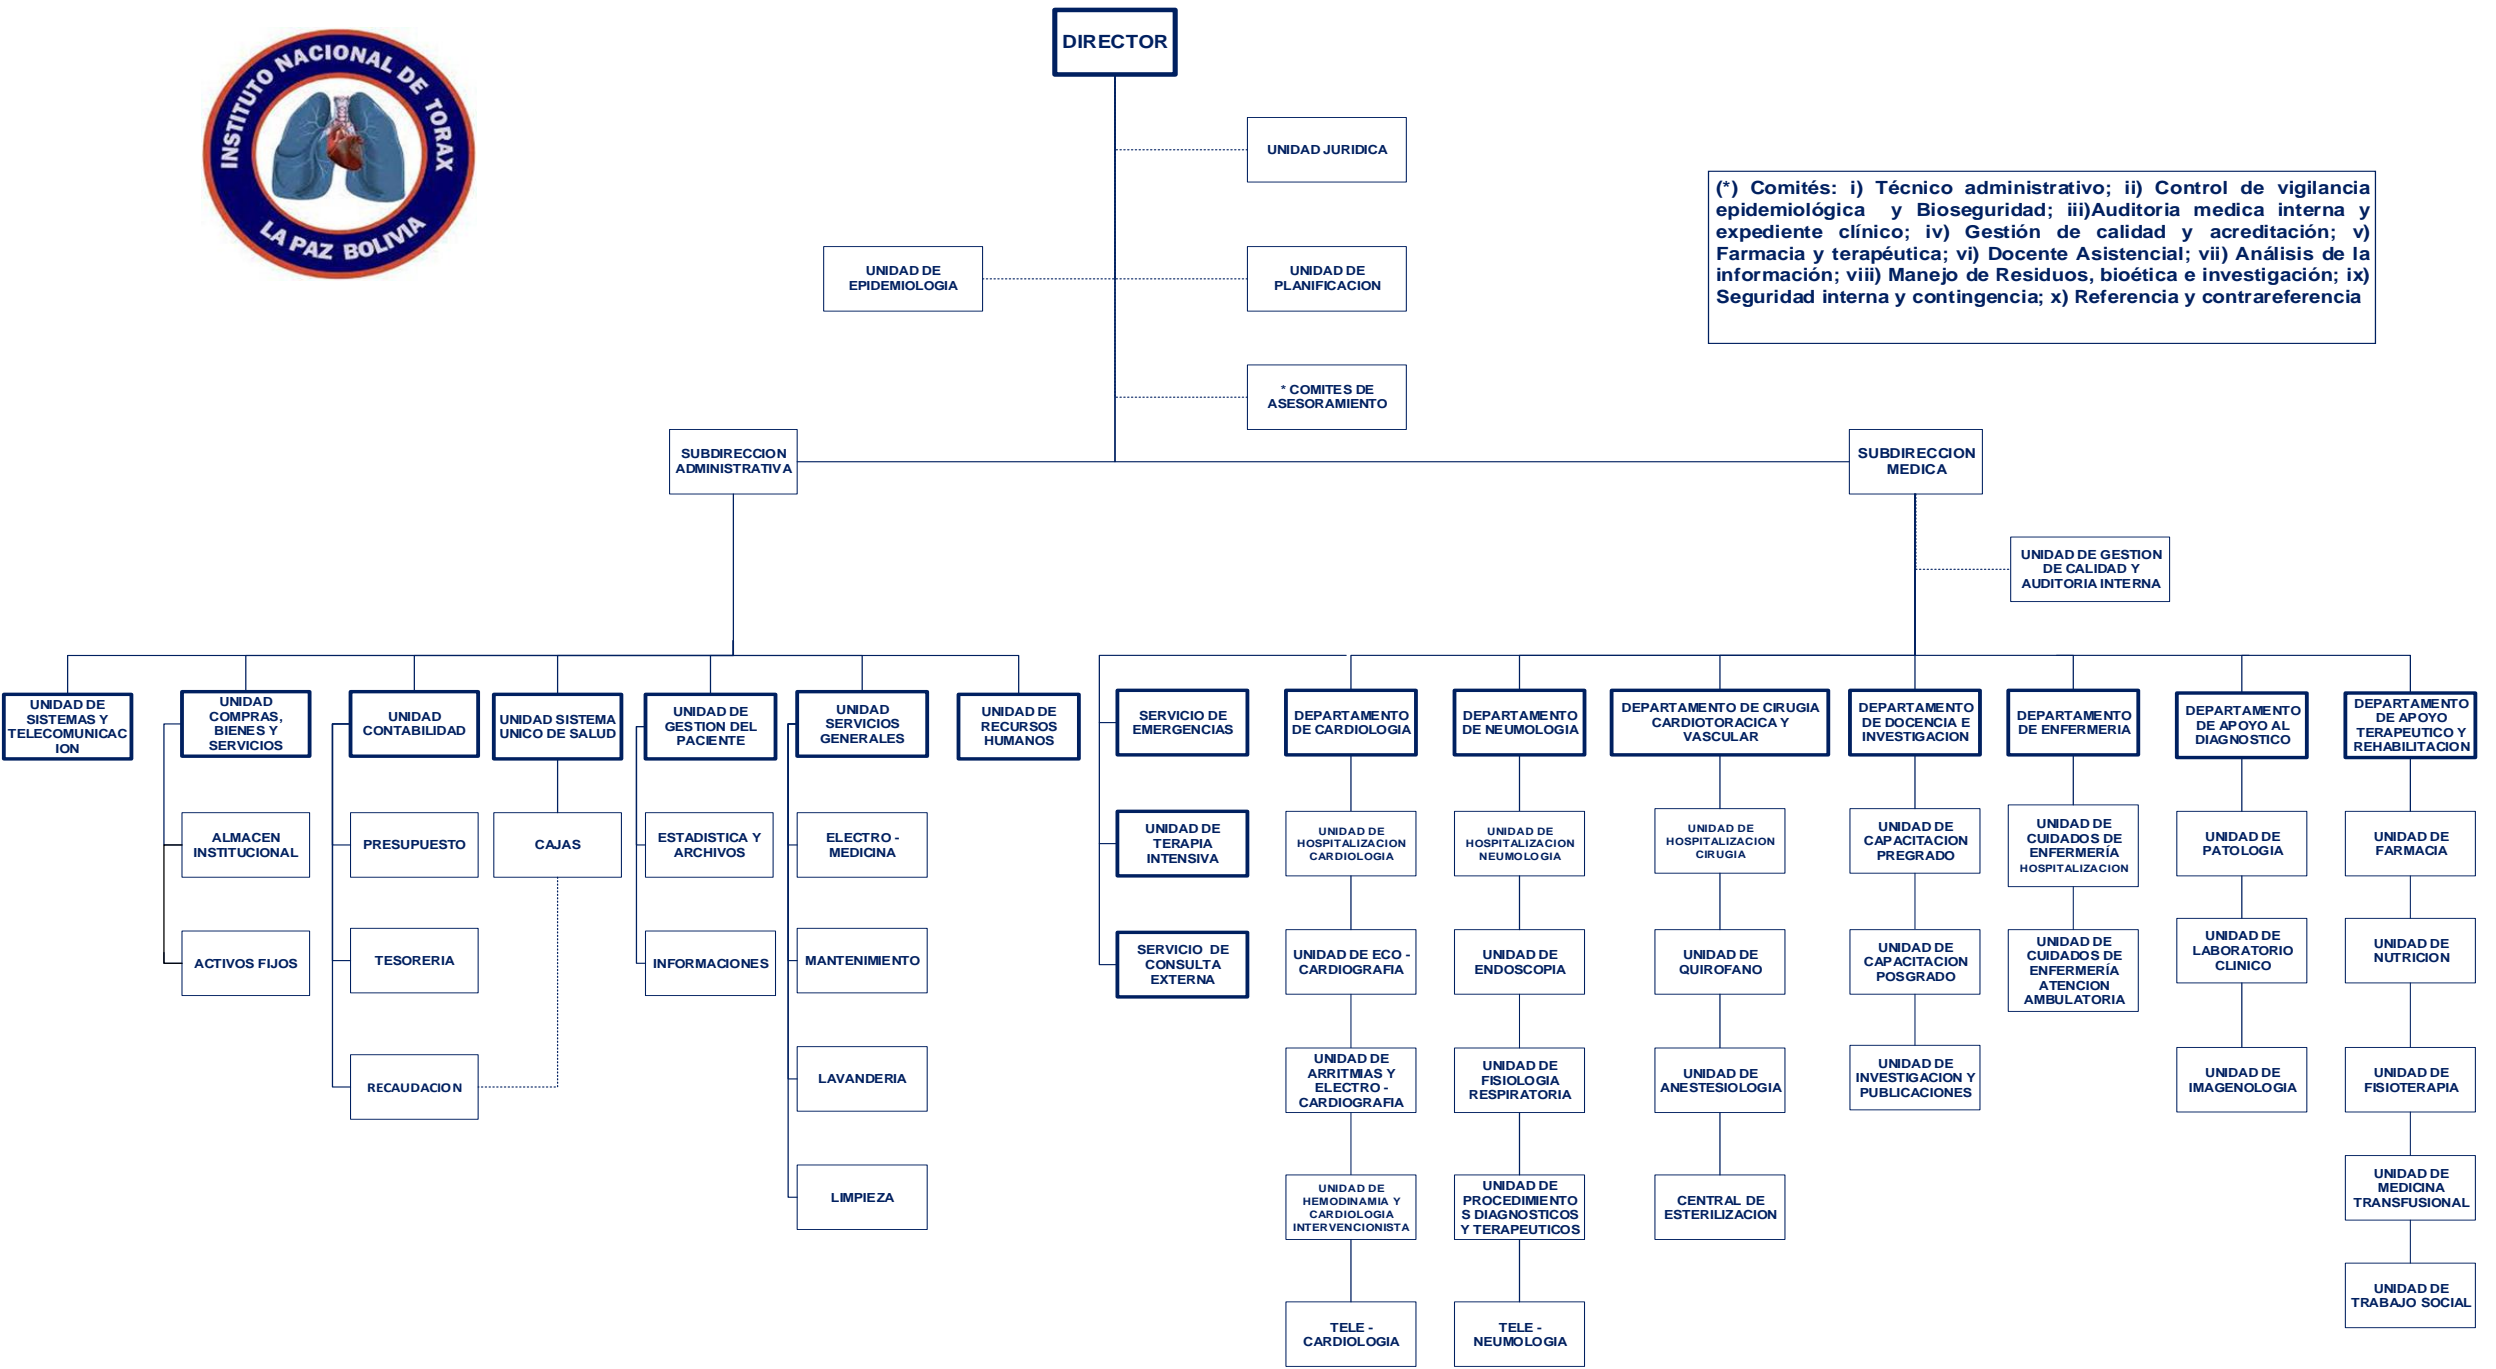 DIRECTOR
INSTITUTO NACIONAL DE TORAX
LA PAZ BOLIVIA
UNIDAD JURIDICA
(*) Comités: i) Técnico administrativo; ii) Control de vigilancia
epidemiológica y Bioseguridad; iii)Auditoria medica interna y
expediente clínico; iv) Gestión de calidad y acreditación; v)
Farmacia y terapéutica; vi) Docente Asistencial; vii) Análisis de la
información; viii) Manejo de Residuos, bioética e investigación; ix)
Seguridad interna y contingencia; x) Referencia y contrareferencia
UNIDAD DE
EPIDEMIOLOGIA
UNIDAD DE
PLANIFICACION
* COMITES DE
ASESORAMIENTO
SUBDIRECCION
ADMINISTRATIVA
SUBDIRECCION
MEDICA
UNIDAD DE GESTION
DE CALIDAD Y
AUDITORIA INTERNA
UNIDAD DE
SISTEMAS Y
TELECOMUNICAC
ION
UNIDAD
COMPRAS,
BIENES Y
SERVICIOS
UNIDAD
CONTABILIDAD
UNIDAD SISTEMA
UNICO DE SALUD
UNIDAD DE
GESTION DEL
PACIENTE
UNIDAD
SERVICIOS
GENERALES
UNIDAD DE
RECURSOS
HUMANOS
SERVICIO DE
EMERGENCIAS
DEPARTAMENTO
DE CARDIOLOGIA
DEPARTAMENTO
DE NEUMOLOGIA
DEPARTAMENTO DE CIRUGIA
CARDIOTORACICA Y
VASCULAR
DEPARTAMENTO
DE DOCENCIA E
INVESTIGACION
DEPARTAMENTO
DE ENFERMERIA
DEPARTAMENTO
DE APOYO AL
DIAGNOSTICO
DEPARTAMENTO
DE APOYO
TERAPEUTICO Y
REHABILITACION
ALMACEN
INSTITUCIONAL
PRESUPUESTO
CAJAS
ESTADISTICA Y
ARCHIVOS
ELECTRO -
MEDICINA
UNIDAD DE
TERAPIA
INTENSIVA
UNIDAD DE
HOSPITALIZACION
CARDIOLOGIA
UNIDAD DE
HOSPITALIZACION
NEUMOLOGIA
UNIDAD DE
HOSPITALIZACION
CIRUGIA
UNIDAD DE
CAPACITACION
PREGRADO
UNIDAD DE
CUIDADOS DE
ENFERMERÍA
HOSPITALIZACION
UNIDAD DE
PATOLOGIA
UNIDAD DE
FARMACIA
ACTIVOS FIJOS
TESORERIA
INFORMACIONES
MANTENIMIENTO
SERVICIO DE
CONSULTA
EXTERNA
UNIDAD DE ECO -
CARDIOGRAFIA
UNIDAD DE
ENDOSCOPIA
UNIDAD DE
QUIROFANO
UNIDAD DE
CAPACITACION
POSGRADO
UNIDAD DE
CUIDADOS DE
ENFERMERÍA
ATENCION
AMBULATORIA
UNIDAD DE
LABORATORIO
CLINICO
UNIDAD DE
NUTRICION
RECAUDACION
LAVANDERIA
UNIDAD DE
ARRITMIAS Y
ELECTRO -
CARDIOGRAFIA
UNIDAD DE
FISIOLOGIA
RESPIRATORIA
UNIDAD DE
ANESTESIOLOGIA
UNIDAD DE
INVESTIGACION Y
PUBLICACIONES
UNIDAD DE
IMAGENOLOGIA
UNIDAD DE
FISIOTERAPIA
LIMPIEZA
UNIDAD DE
HEMODINAMIA Y
CARDIOLOGIA
INTERVENCIONISTA
UNIDAD DE
PROCEDIMIENTO
S DIAGNOSTICOS
Y TERAPEUTICOS
CENTRAL DE
ESTERILIZACION
UNIDAD DE
MEDICINA
TRANSFUSIONAL
TELE -
CARDIOLOGIA
TELE -
NEUMOLOGIA
UNIDAD DE
TRABAJO SOCIAL